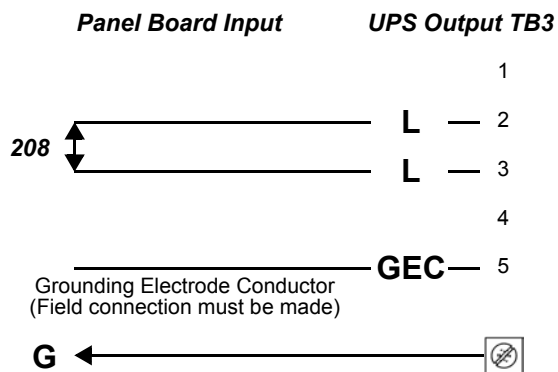 Panel Board Input UPS Output TB3
1
L 2
208
L 3
4
GEC 5
Grounding Electrode Conductor
(Field connection must be made)
G